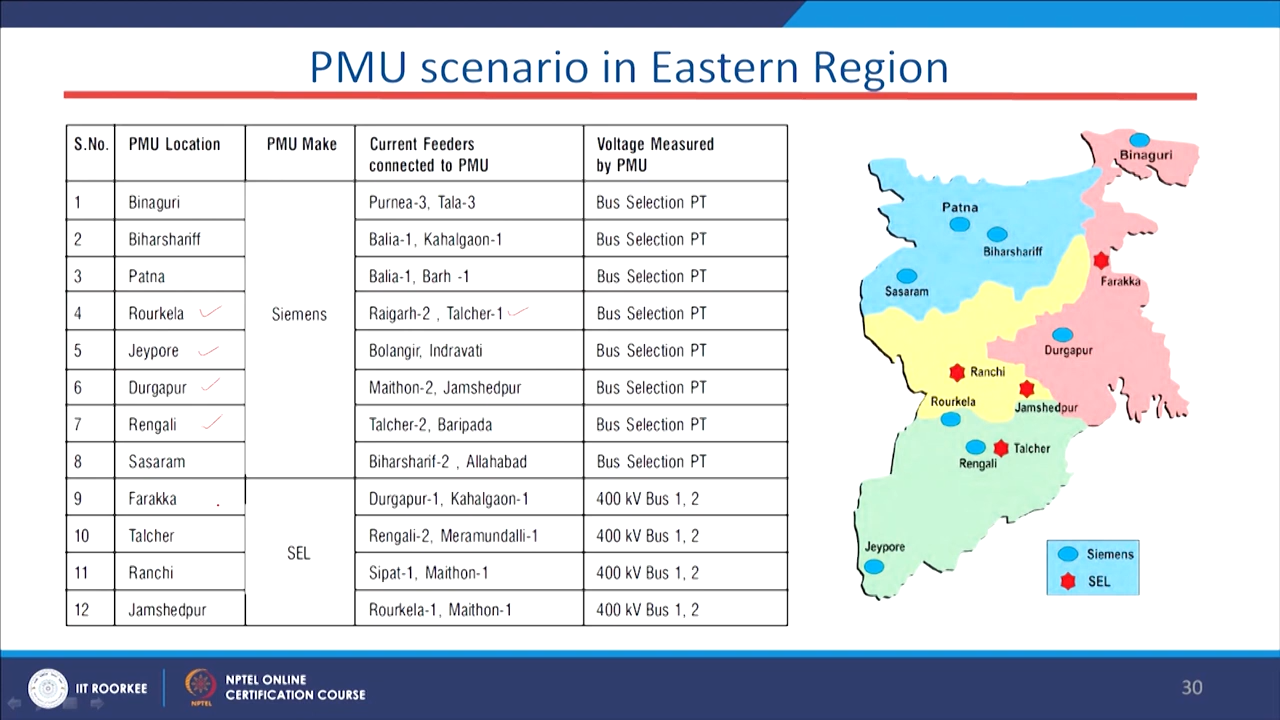 PMU scenario in Eastern Region
S.No. PMU Location PMU Make Current Feeders connected to PMU Voltage Measured by PMU
1 Binaguri Siemens Purnea-3, Tala-3 Bus Selection PT
2 Biharshariff Balia-1, Kahalgaon-1 Bus Selection PT
3 Patna Balia-1, Barh -1 Bus Selection PT
4 Rourkela Raigarh-2 , Talcher-1 Bus Selection PT
5 Jeypore Bolangir, Indravati Bus Selection PT
6 Durgapur Maithon-2, Jamshedpur Bus Selection PT
7 Rengali Talcher-2, Baripada Bus Selection PT
8 Sasaram Biharsharif-2 , Allahabad Bus Selection PT
9 Farakka SEL Durgapur-1, Kahalgaon-1 400 kV Bus 1, 2
10 Talcher Rengali-2, Meramundalli-1 400 kV Bus 1, 2
11 Ranchi Sipat-1, Maithon-1 400 kV Bus 1, 2
12 Jamshedpur Rourkela-1, Maithon-1 400 kV Bus 1, 2
Binaguri
Patna
Biharshariff
Sasaram
Farakka
Durgapur
Ranchi
Rourkela
Jamshedpur
Talcher
Rengali
Jeypore
Siemens
SEL
IIT ROORKEE
NPTEL
NPTEL ONLINE
CERTIFICATION COURSE
30